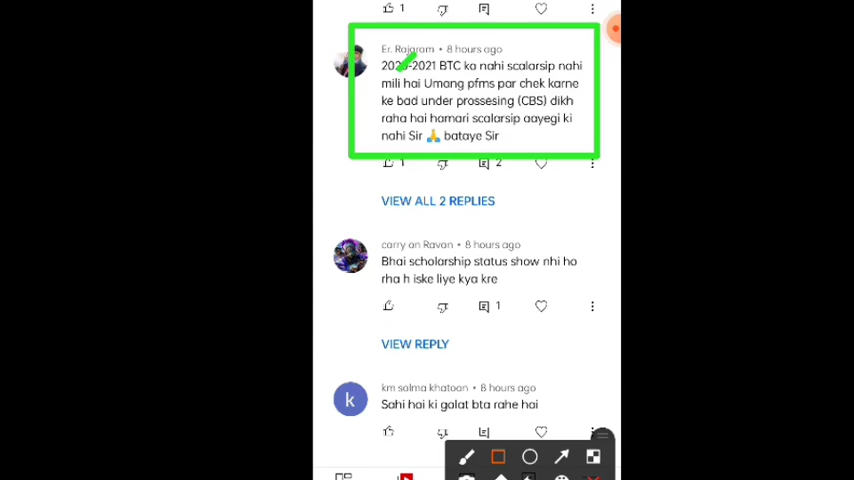 1
Er. Rajaram • 8 hours ago
2020-2021 BTC ka nahi scalarsip nahi
mili hai Umang pfms par chek karne
ke bad under prossesing (CBS) dikh
raha hai hamari scalarsip aayegi ki
nahi Sir 🙏 bataye Sir
1 2
VIEW ALL 2 REPLIES
carry on Ravan • 8 hours ago
Bhai scholarship status show nhi ho
rha h iske liye kya kre
1
VIEW REPLY
km salma khatoon • 8 hours ago
k
Sahi hai ki galat bta rahe hai